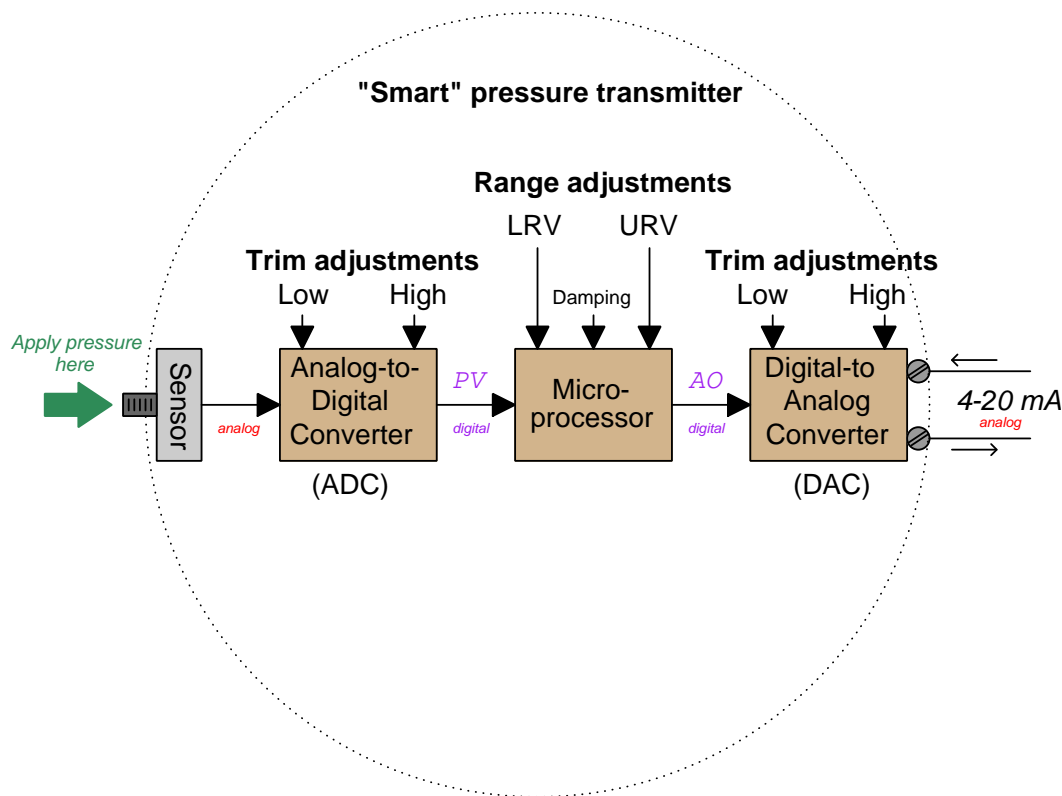 "Smart" pressure transmitter
Range adjustments
LRV
URV
Trim adjustments
Low
High
Damping
Trim adjustments
Low
High
Apply pressure
here
Sensor
analog
Analog-to-
Digital
Converter
(ADC)
PV
digital
Micro-
processor
AO
digital
Digital-to
Analog
Converter
(DAC)
4-20 mA
analog